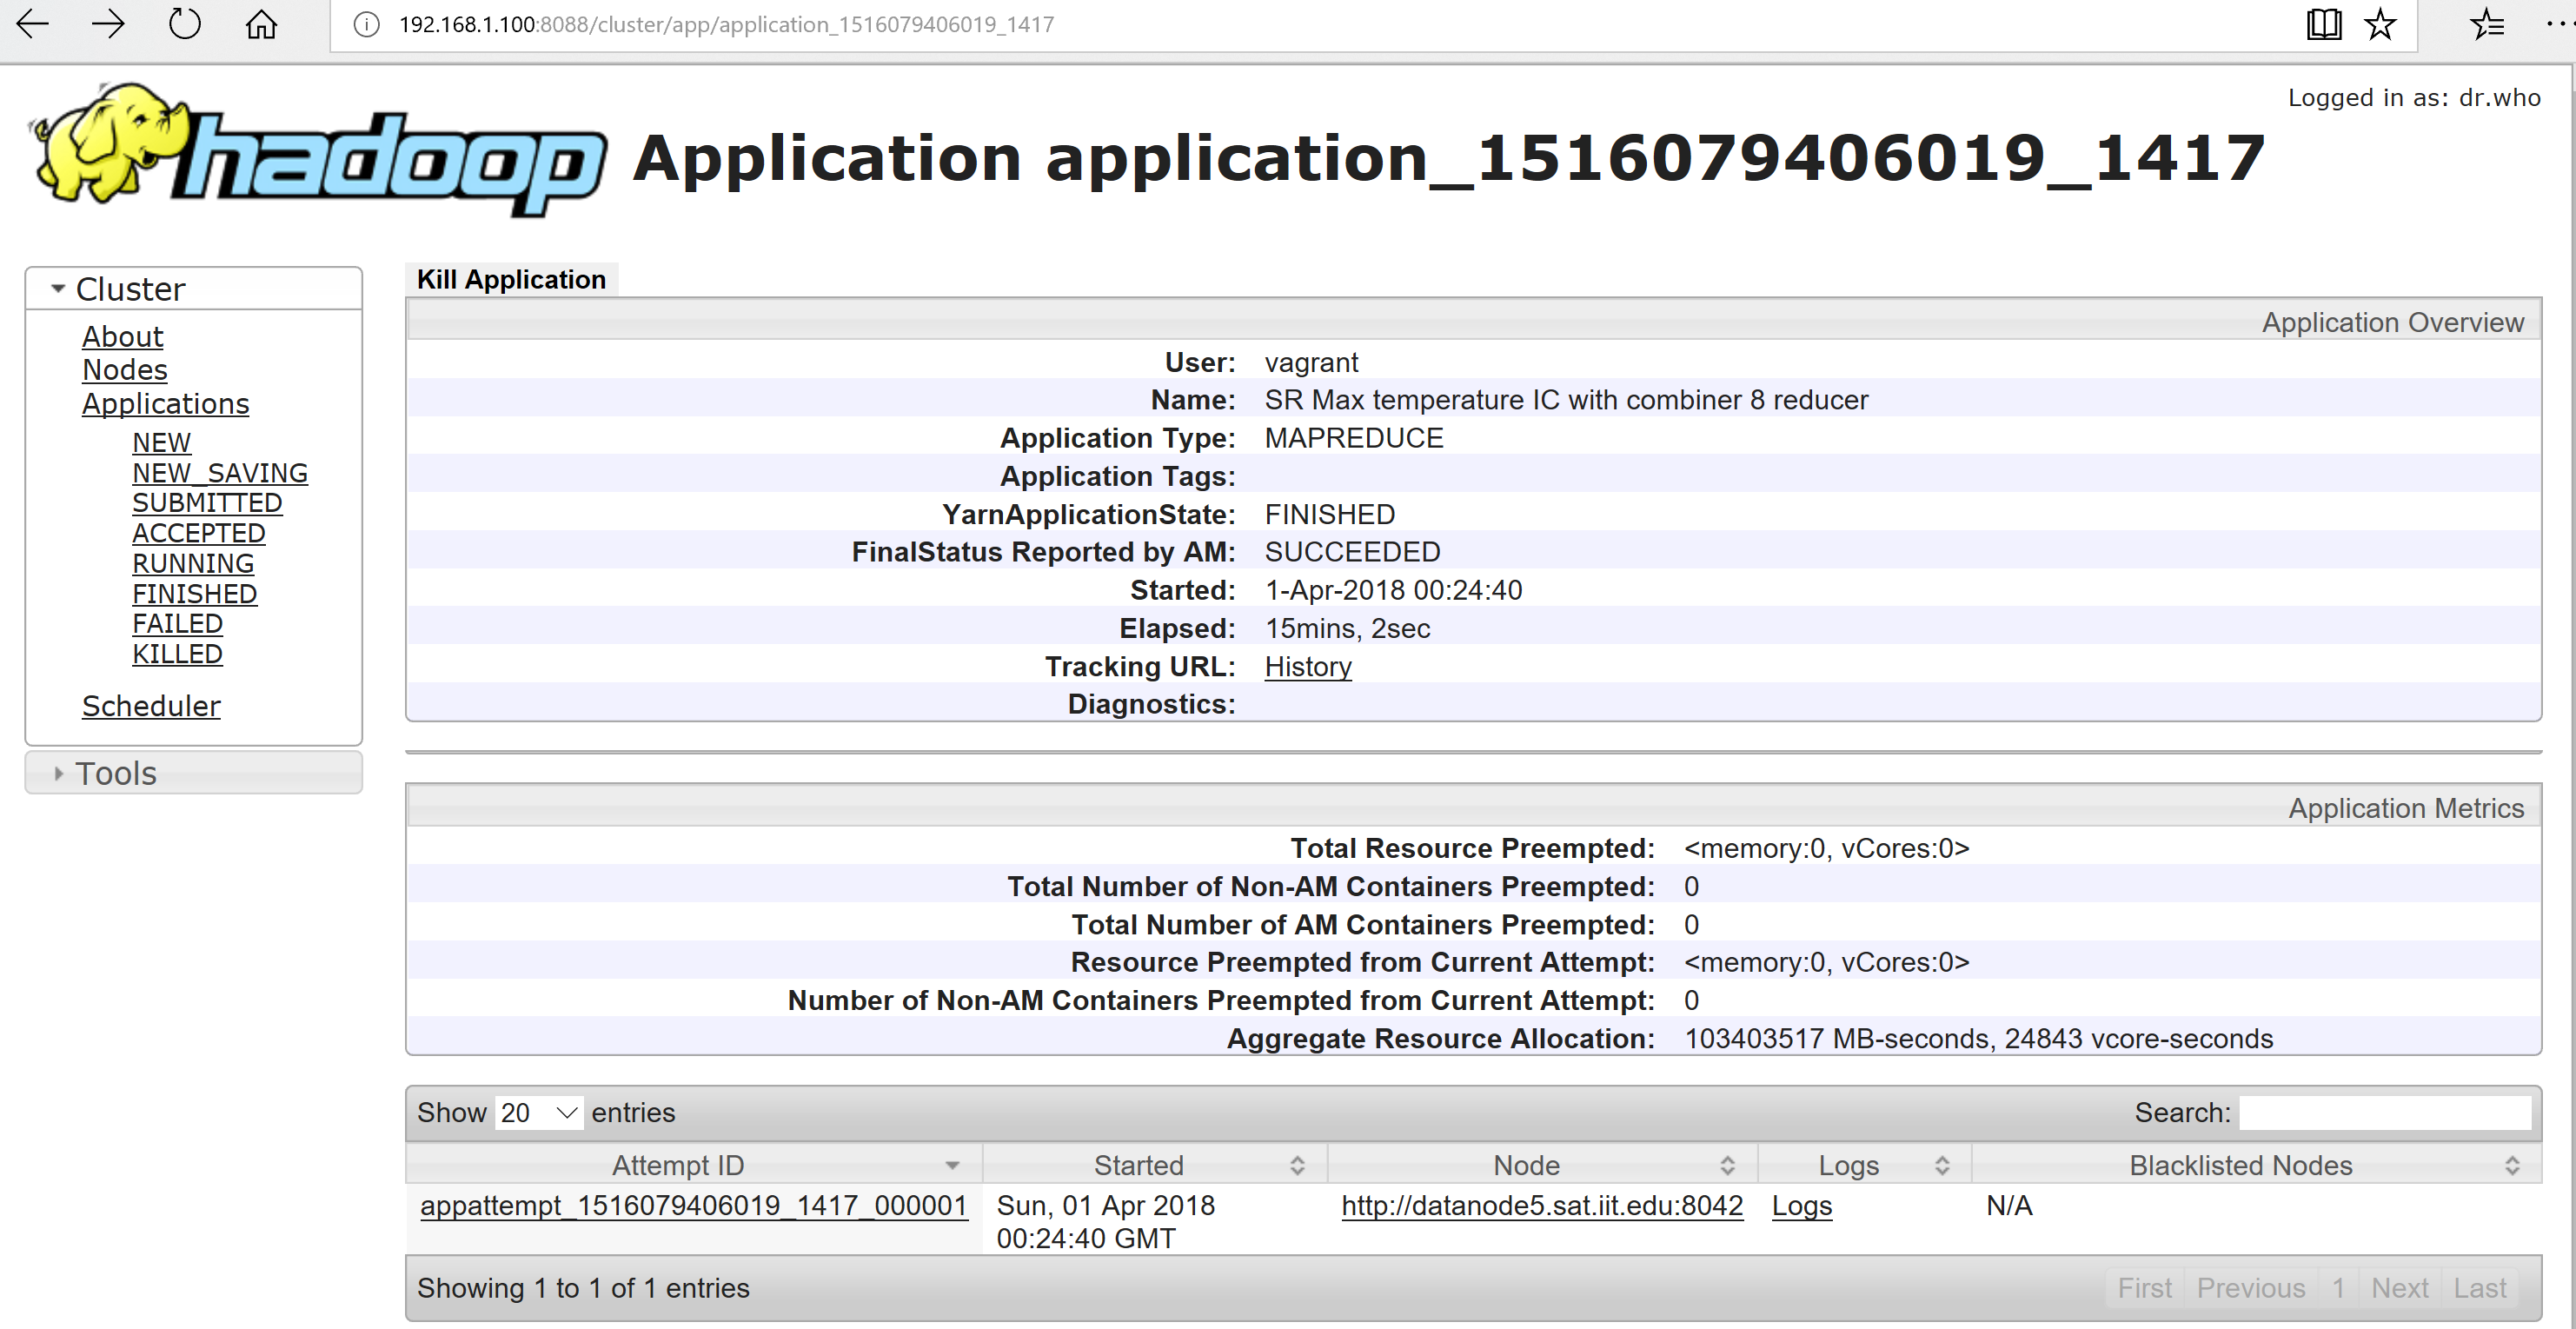 192.168.1.100:8088/cluster/app/application_1516079406019_1417
Logged in as: dr.who
hadoop
Application application_1516079406019_1417
Cluster
About
Nodes
Applications
NEW
NEW_SAVING
SUBMITTED
ACCEPTED
RUNNING
FINISHED
FAILED
KILLED
Scheduler
Tools
Kill Application
Application Overview
User: vagrant
Name: SR Max temperature IC with combiner 8 reducer
Application Type: MAPREDUCE
Application Tags:
YarnApplicationState: FINISHED
FinalStatus Reported by AM: SUCCEEDED
Started: 1-Apr-2018 00:24:40
Elapsed: 15mins, 2sec
Tracking URL: History
Diagnostics:
Application Metrics
Total Resource Preempted: <memory:0, vCores:0>
Total Number of Non-AM Containers Preempted: 0
Total Number of AM Containers Preempted: 0
Resource Preempted from Current Attempt: <memory:0, vCores:0>
Number of Non-AM Containers Preempted from Current Attempt: 0
Aggregate Resource Allocation: 103403517 MB-seconds, 24843 vcore-seconds
Show 20 entries Search:
Attempt ID Started Node Logs Blacklisted Nodes
appattempt_1516079406019_1417_000001 Sun, 01 Apr 2018 http://datanode5.sat.iit.edu:8042 Logs N/A
00:24:40 GMT
Showing 1 to 1 of 1 entries First Previous 1 Next Last